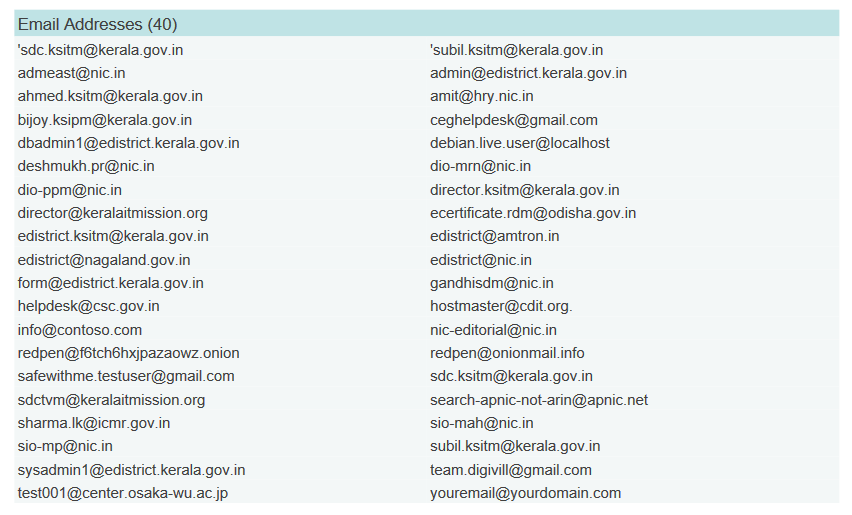 Email Addresses (40)
'sdc.ksitm@kerala.gov.in 'subil.ksitm@kerala.gov.in
admeast@nic.in admin@edistrict.kerala.gov.in
ahmed.ksitm@kerala.gov.in amit@hry.nic.in
bijoy.ksipm@kerala.gov.in ceghelpdesk@gmail.com
dbadmin1@edistrict.kerala.gov.in debian.live.user@localhost
deshmukh.pr@nic.in dio-mrn@nic.in
dio-ppm@nic.in director.ksitm@kerala.gov.in
director@keralaitmission.org ecertificate.rdm@odisha.gov.in
edistrict.ksitm@kerala.gov.in edistrict@amtron.in
edistrict@nagaland.gov.in edistrict@nic.in
form@edistrict.kerala.gov.in gandhisdm@nic.in
helpdesk@csc.gov.in hostmaster@cdit.org.
info@contoso.com nic-editorial@nic.in
redpen@f6tch6hxjpazaowz.onion redpen@onionmail.info
safewithme.testuser@gmail.com sdc.ksitm@kerala.gov.in
sdctvm@keralaitmission.org search-apnic-not-arin@apnic.net
sharma.lk@icmr.gov.in sio-mah@nic.in
sio-mp@nic.in subil.ksitm@kerala.gov.in
sysadmin1@edistrict.kerala.gov.in team.digivill@gmail.com
test001@center.osaka-wu.ac.jp youremail@yourdomain.com